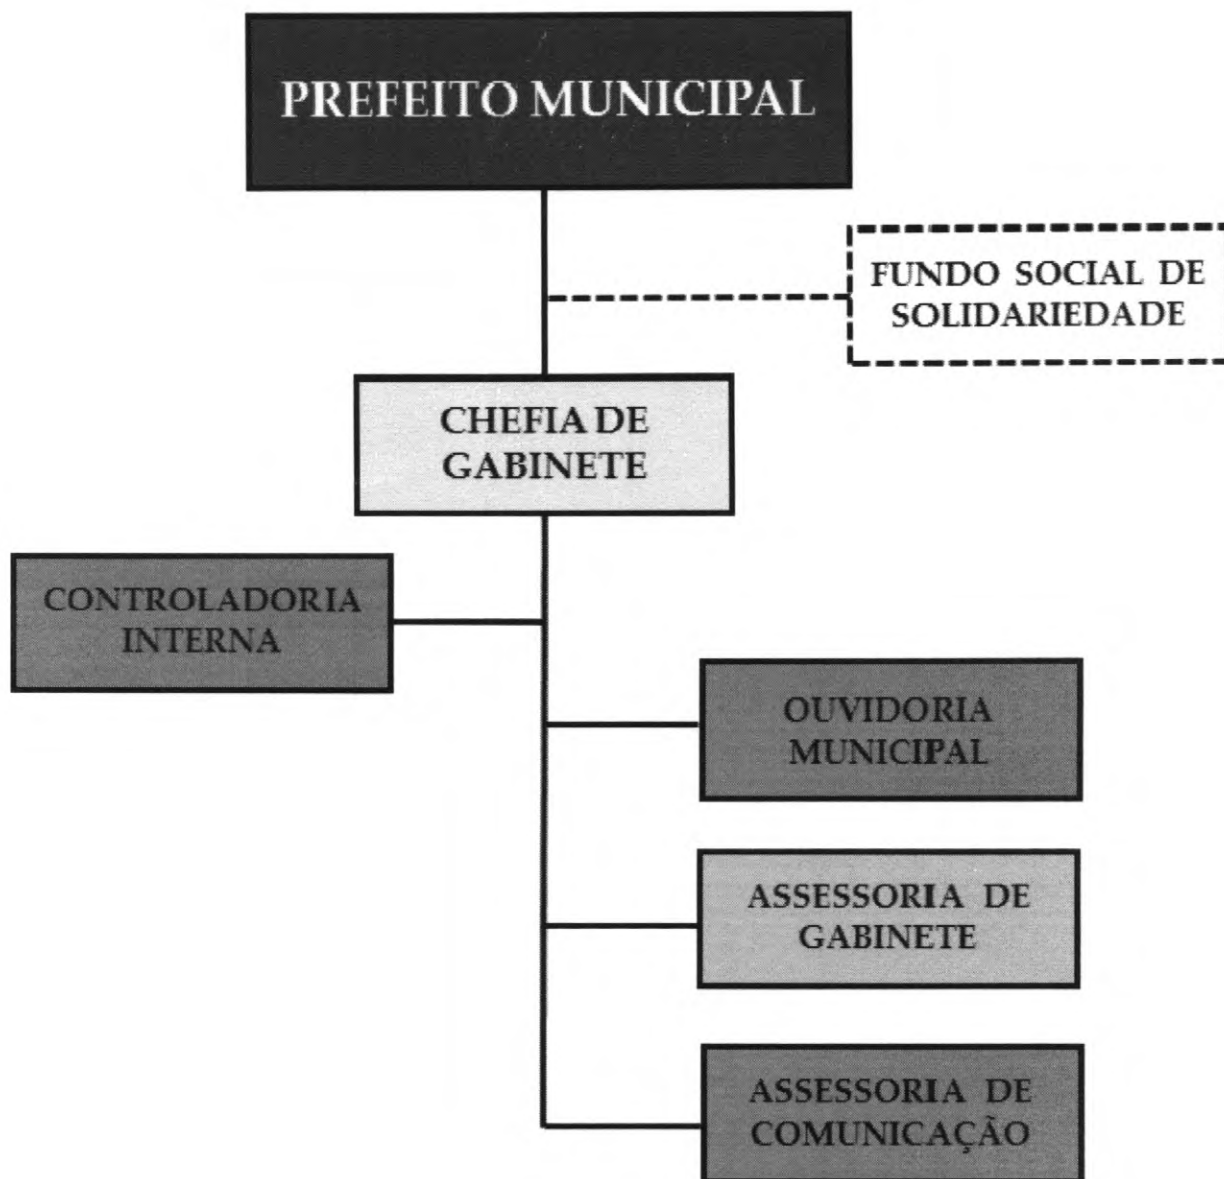 PREFEITO MUNICIPAL
FUNDO SOCIAL DE
SOLIDARIEDADE
CHEFIA DE
GABINETE
CONTROLADORIA
INTERNA
OUVIDORIA
MUNICIPAL
ASSESSORIA DE
GABINETE
ASSESSORIA DE
COMUNICAÇÃO